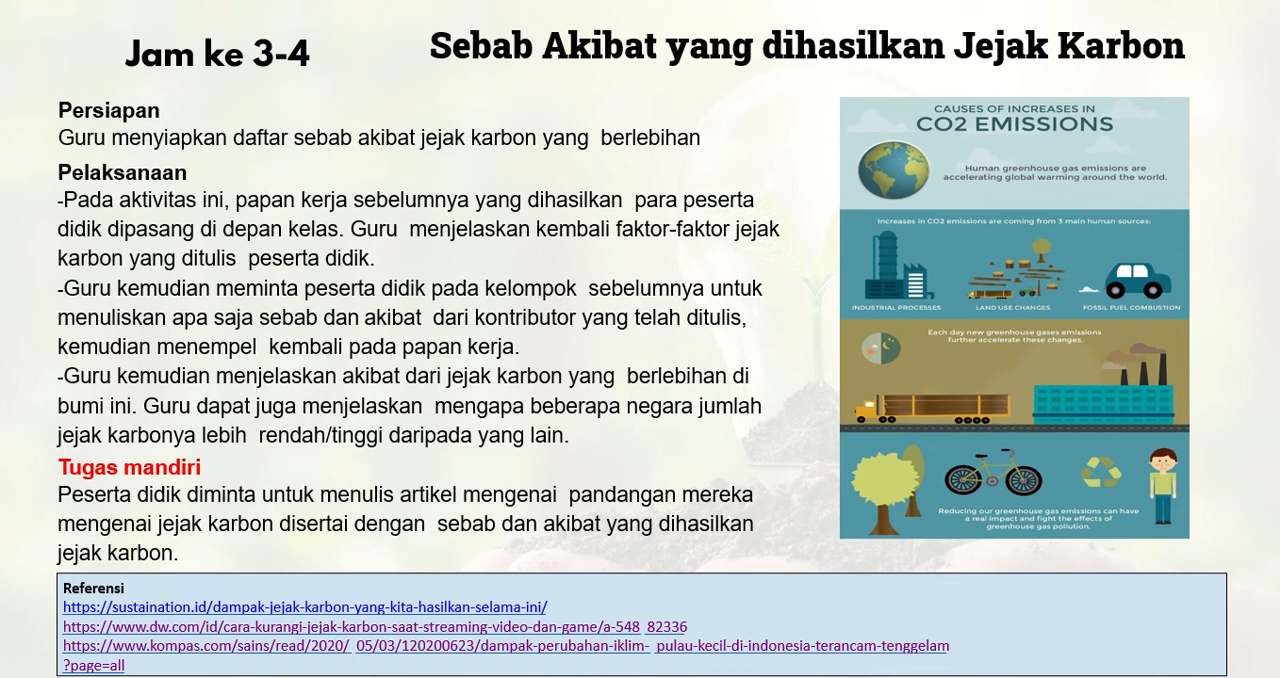 Jam ke 3-4
Sebab Akibat yang dihasilkan Jejak Karbon
Persiapan
Guru menyiapkan daftar sebab akibat jejak karbon yang berlebihan
Pelaksanaan
-Pada aktivitas ini, papan kerja sebelumnya yang dihasilkan para peserta
didik dipasang di depan kelas. Guru menjelaskan kembali faktor-faktor jejak
karbon yang ditulis peserta didik.
-Guru kemudian meminta peserta didik pada kelompok sebelumnya untuk
menuliskan apa saja sebab dan akibat dari kontributor yang telah ditulis,
kemudian menempel kembali pada papan kerja.
-Guru kemudian menjelaskan akibat dari jejak karbon yang berlebihan di
bumi ini. Guru dapat juga menjelaskan mengapa beberapa negara jumlah
jejak karbonya lebih rendah/tinggi daripada yang lain.
Tugas mandiri
Peserta didik diminta untuk menulis artikel mengenai pandangan mereka
mengenai jejak karbon disertai dengan sebab dan akibat yang dihasilkan
jejak karbon.
CAUSES OF INCREASES IN
CO2 EMISSIONS
Human greenhouse gas emissions are
accelerating global warming around the world.
Increases in CO2 emissions are coming from 3 main human sources:
INDUSTRIAL PROCESSES
LAND USE CHANGES
FOSSIL FUEL COMBUSTION
Each day new greenhouse gases emissions
further accelerate these changes.
Reducing our greenhouse gas emissions can have
a real impact and fight the effects of
greenhouse gas pollution.
Referensi
https://sustaination.id/dampak-jejak-karbon-yang-kita-hasilkan-selama-ini/
https://www.dw.com/id/cara-kurangi-jejak-karbon-saat-streaming-video-dan-game/a-548 82336
https://www.kompas.com/sains/read/2020/ 05/03/120200623/dampak-perubahan-iklim- pulau-kecil-di-indonesia-terancam-tenggelam
?page=all